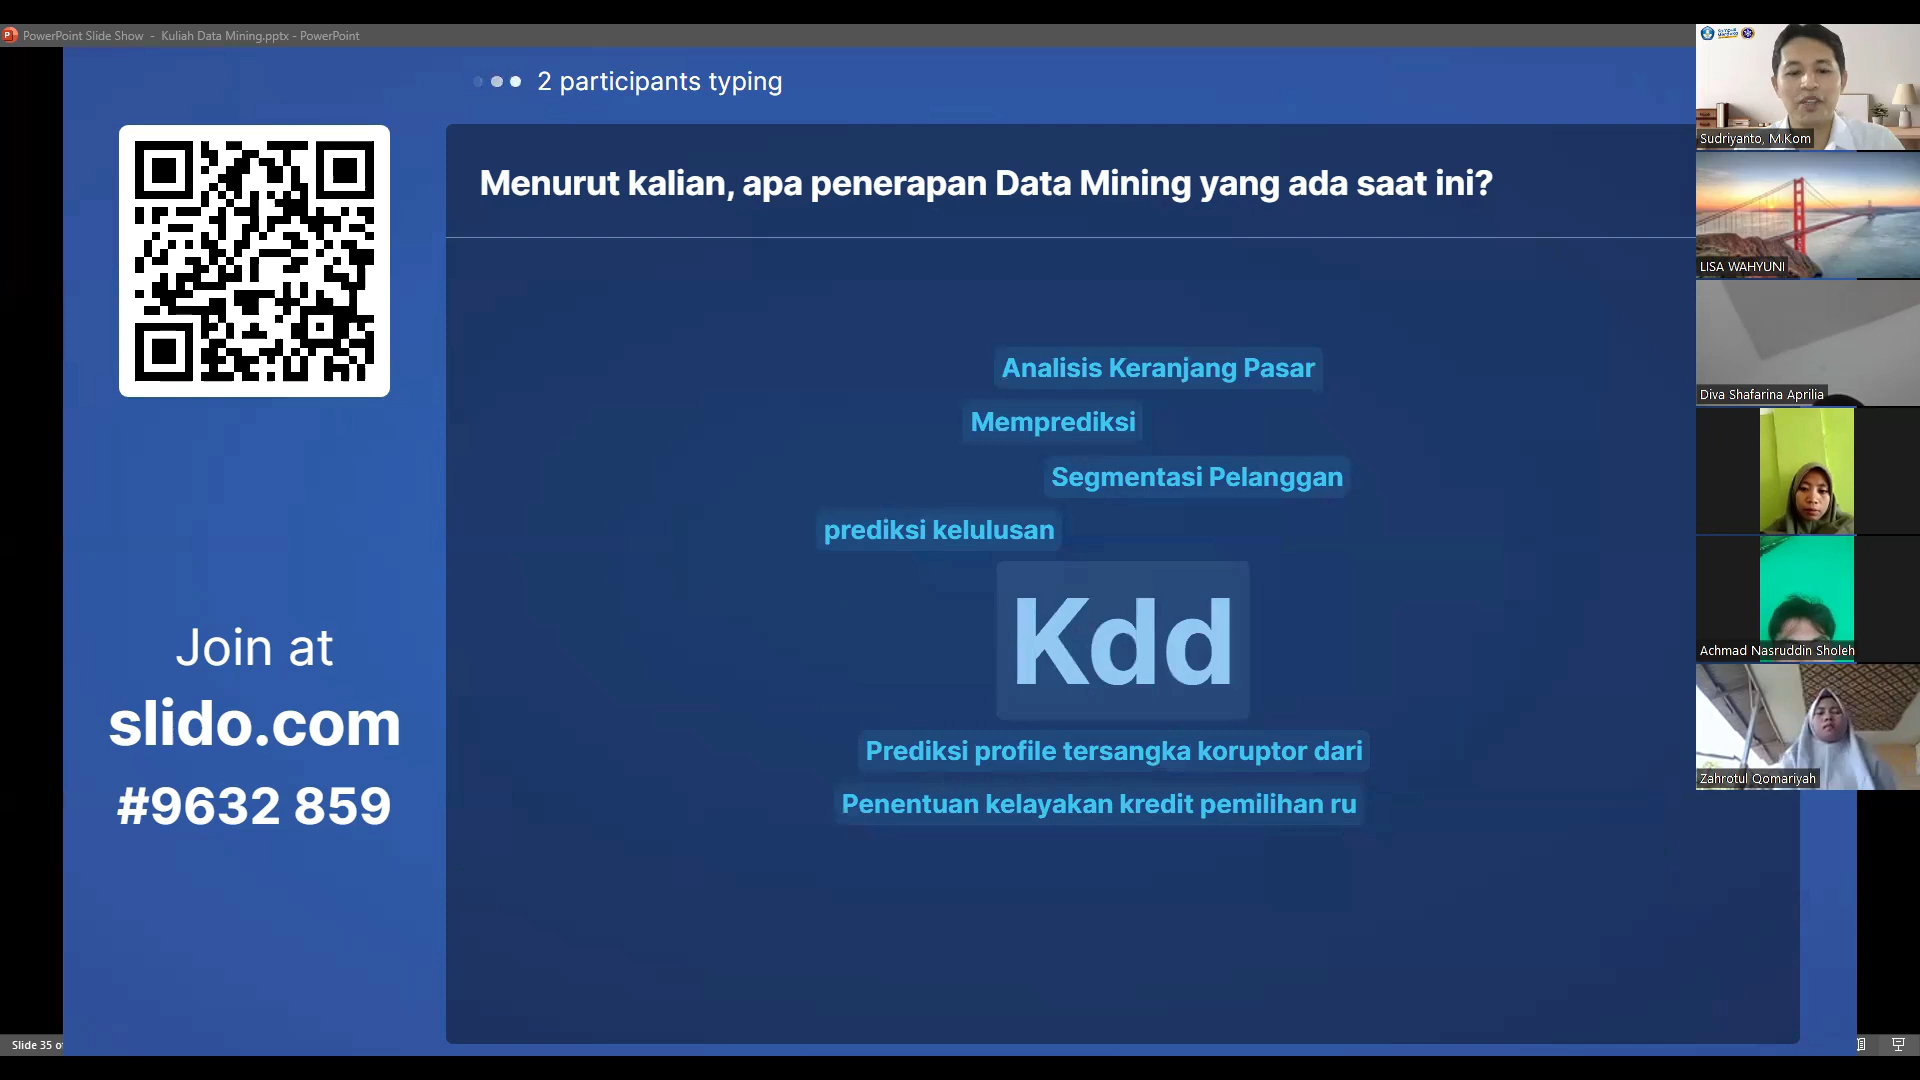 PowerPoint Slide Show - Kuliah Data Mining.pptx - PowerPoint
2 participants typing
Menurut kalian, apa penerapan Data Mining yang ada saat ini?
Analisis Keranjang Pasar
Memprediksi
Segmentasi Pelanggan
prediksi kelulusan
Kdd
Prediksi profile tersangka koruptor dari
Penentuan kelayakan kredit pemilihan ru
Join at
slido.com
#9632 859
Sudriyanto, M.Kom
LISA WAHYUNI
Diva Shafarina Aprilia
Achmad Nasruddin Sholeh
Zahrotul Qomariyah
Slide 35 of